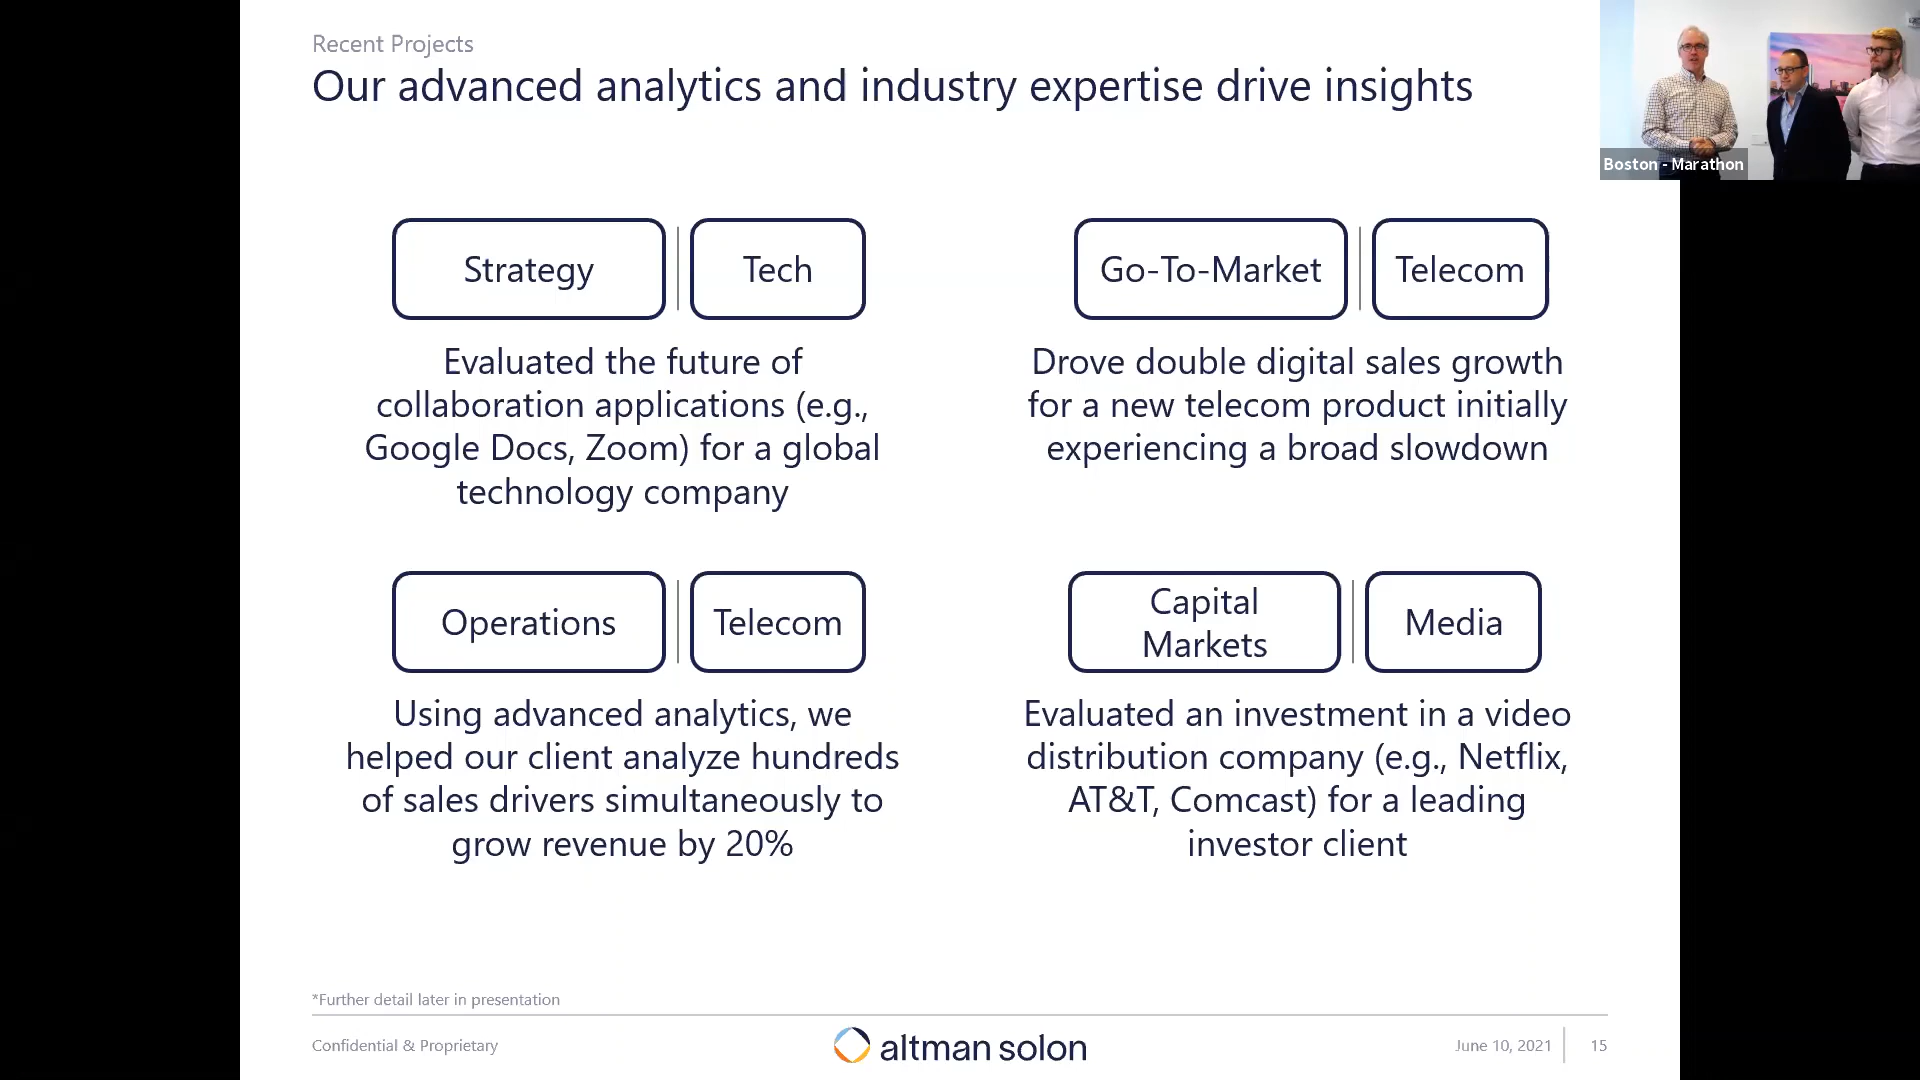 Recent Projects
Our advanced analytics and industry expertise drive insights
Boston - Marathon
Strategy
Tech
Evaluated the future of
collaboration applications (e.g.,
Google Docs, Zoom) for a global
technology company
Go-To-Market
Telecom
Drove double digital sales growth
for a new telecom product initially
experiencing a broad slowdown
Operations
Telecom
Using advanced analytics, we
helped our client analyze hundreds
of sales drivers simultaneously to
grow revenue by 20%
Capital
Markets
Media
Evaluated an investment in a video
distribution company (e.g., Netflix,
AT&T, Comcast) for a leading
investor client
*Further detail later in presentation
Confidential & Proprietary
altman solon
June 10, 2021
15